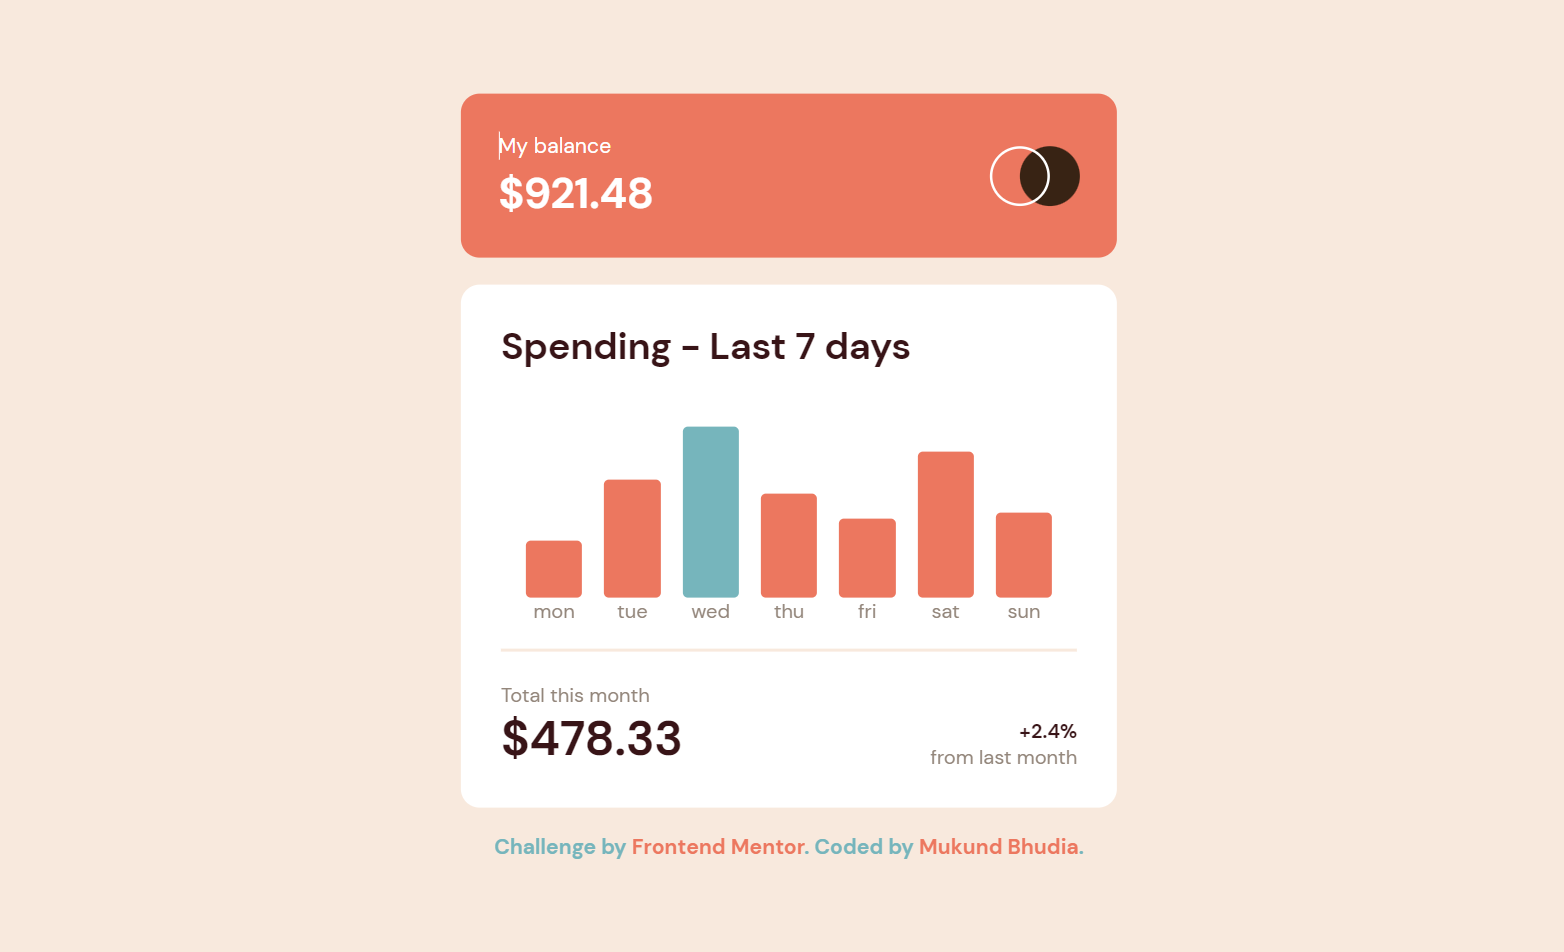 My balance
$921.48
Spending - Last 7 days
mon tue wed thu fri sat sun
Total this month
$478.33
+2.4%
from last month
Challenge by Frontend Mentor. Coded by Mukund Bhudia.